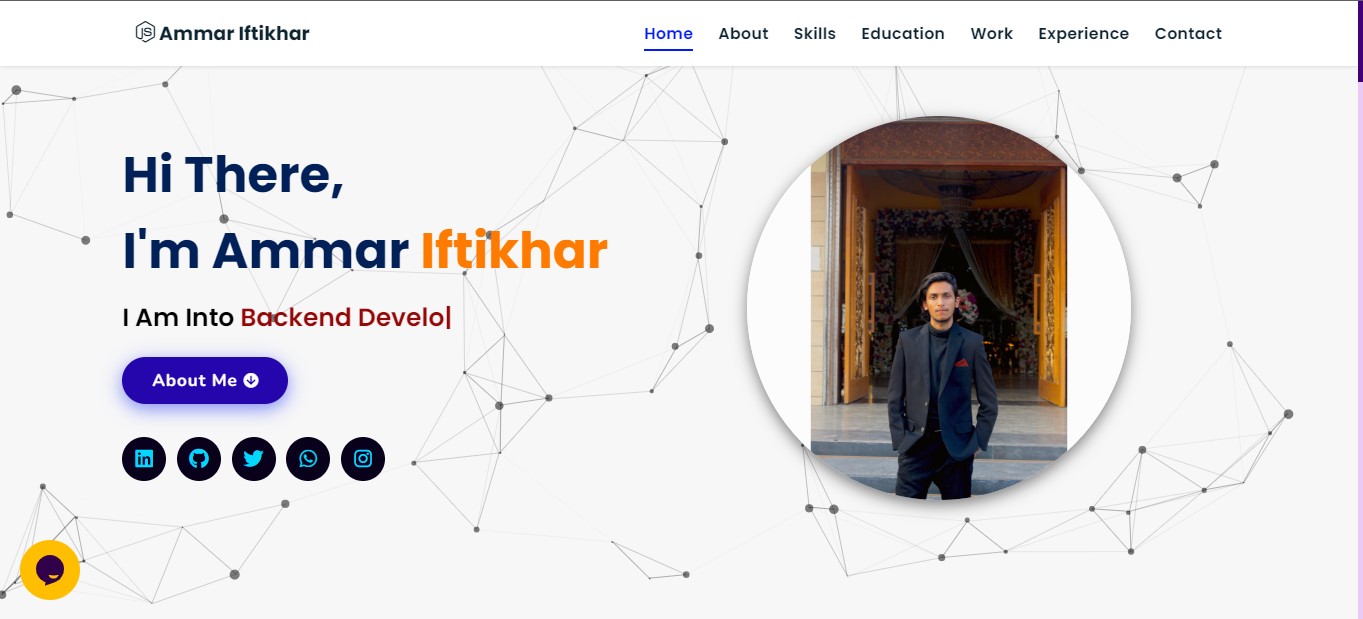 Ammar Iftikhar
Home About Skills Education Work Experience Contact
Hi There,
I'm Ammar Iftikhar
I Am Into Backend Develo|
About Me